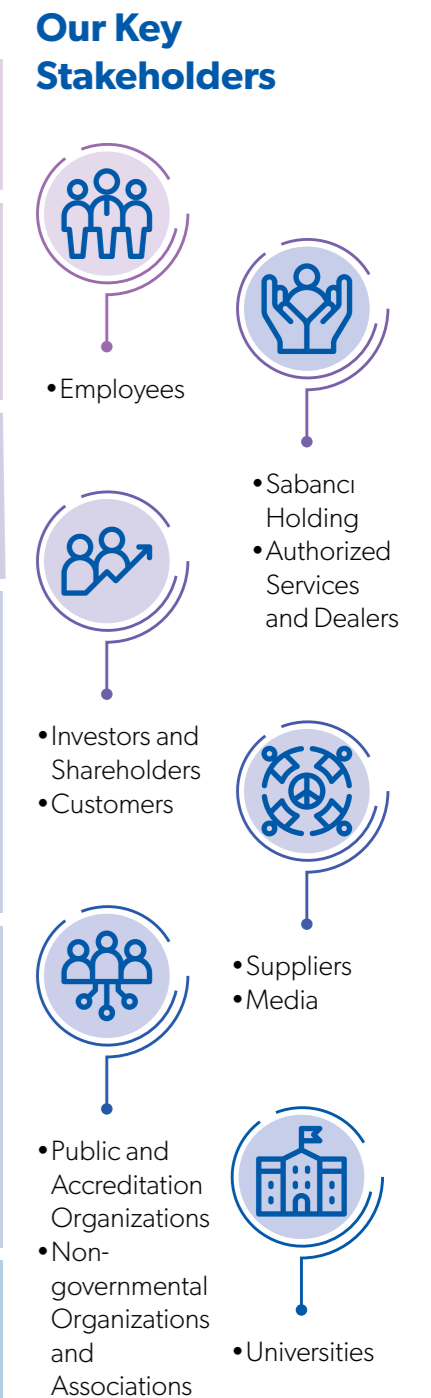 Our Key
Stakeholders
•Employees
•Sabancı
Holding
•Authorized
Services
and Dealers
•Investors and
Shareholders
•Customers
•Suppliers
•Media
•Public and
Accreditation
Organizations
•Non-
governmental
Organizations
and
Associations
•Universities